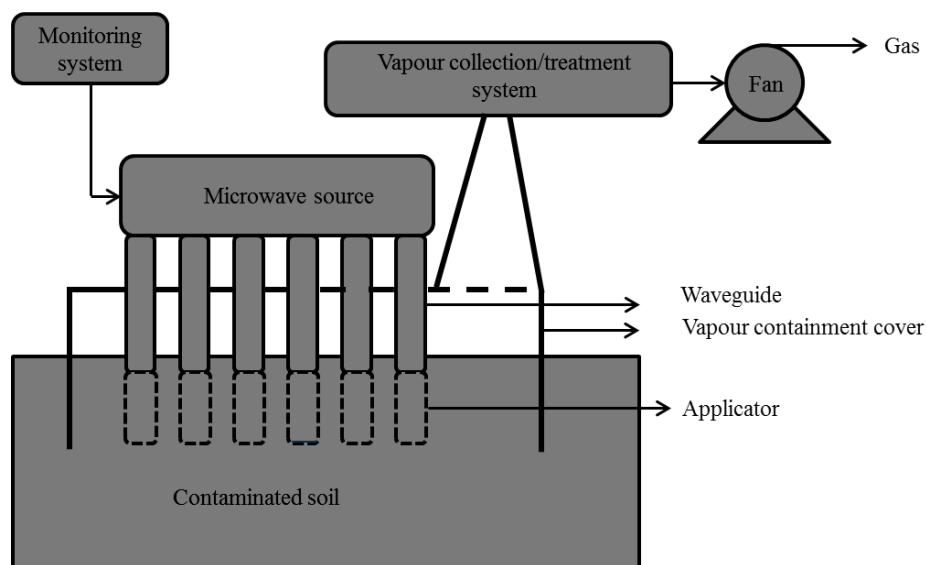 Monitoring
system
Vapour collection/treatment
system
Fan
Gas
Microwave source
Waveguide
Vapour containment cover
Applicator
Contaminated soil